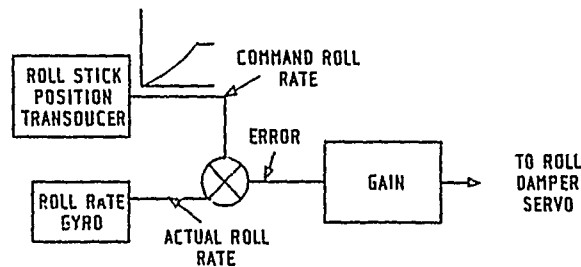 ROLL STICK
POSITION
TRANSDUCER
COMMAND ROLL
RATE
ERROR
GAIN
TO ROLL
DAMPER
SERVO
ROLL RATE
GYRO
ACTUAL ROLL
RATE